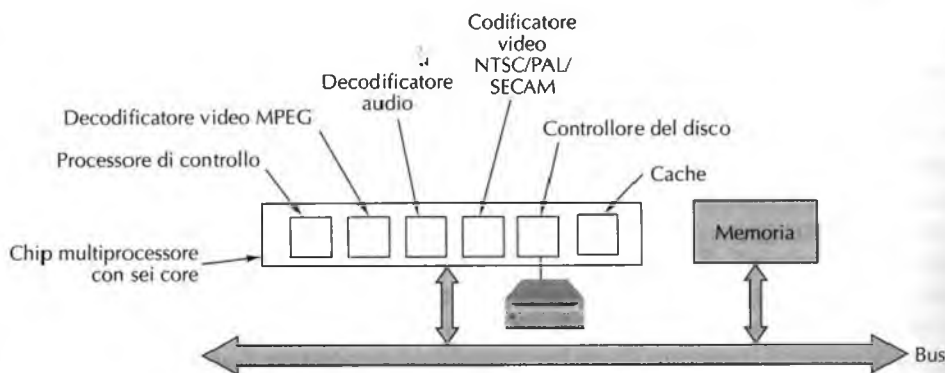 Codificatore
video
NTSC/PAL/
SECAM
Decodificatore
audio
Decodificatore video MPEG
Controllore del disco
Processore di controllo
Cache
Memoria
Chip multiprocessore
con sei core
Bus